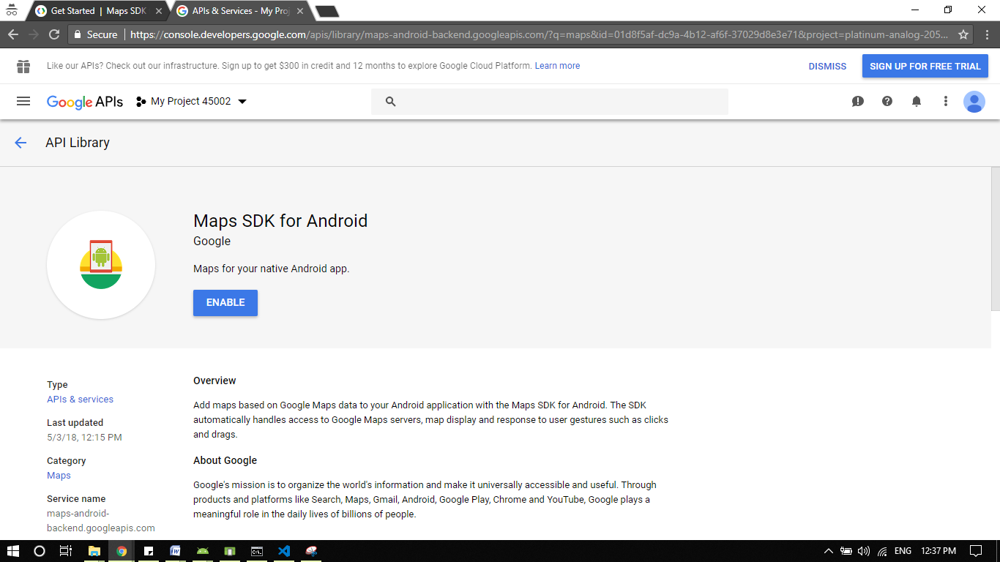 Get Started | Maps SDK
APIs & Services - My Proj
Secure
https://console.developers.google.com/apis/library/maps-android-backend.googleapis.com/?q=maps&id=01d8f5af-dc9a-4b12-af6f-37029d8e3e71&project=platinum-analog-205...
Like our APIs? Check out our infrastructure. Sign up to get $300 in credit and 12 months to explore Google Cloud Platform. Learn more
DISMISS
SIGN UP FOR FREE TRIAL
Google APIs
My Project 45002
API Library
Maps SDK for Android
Google
Maps for your native Android app.
ENABLE
Type
APIs & services
Last updated
5/3/18, 12:15 PM
Category
Maps
Service name
maps-android-
backend.googleapis.com
Overview
Add maps based on Google Maps data to your Android application with the Maps SDK for Android. The SDK
automatically handles access to Google Maps servers, map display and response to user gestures such as clicks
and drags.
About Google
Google's mission is to organize the world's information and make it universally accessible and useful. Through
products and platforms like Search, Maps, Gmail, Android, Google Play, Chrome and YouTube, Google plays a
meaningful role in the daily lives of billions of people.
ENG
12:37 PM